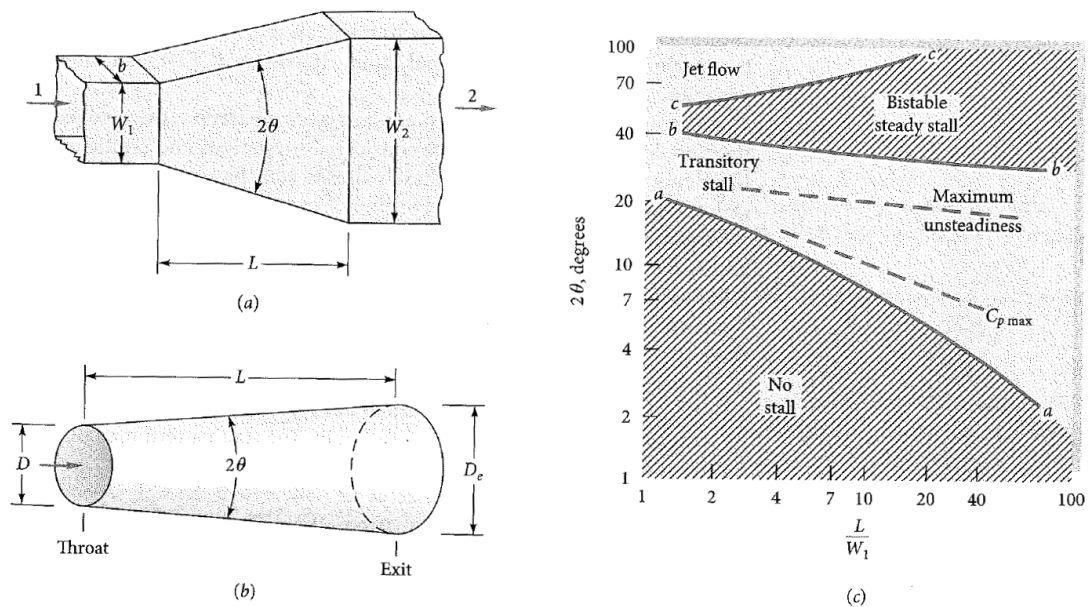 b
1
W₁
2θ
W₂
2
L
(a)
L
D
2θ
Dₑ
Throat
Exit
(b)
100
70
40
20
10
7
4
2
1
2θ, degrees
Jet flow
c
c
Bistable
steady stall
b
b
Transitory
stall
Maximum
unsteadiness
a
Cp max
No
stall
a
1
2
4
7
10
20
40
100
L
W₁
(c)